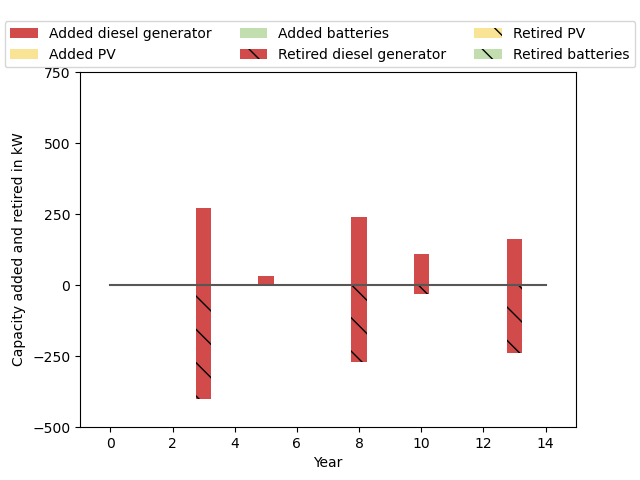 Added diesel generator
Added PV
Added batteries
Retired diesel generator
Retired PV
Retired batteries
750
500
250
0
−250
−500
Capacity added and retired in kW
0 2 4 6 8 10 12 14
Year